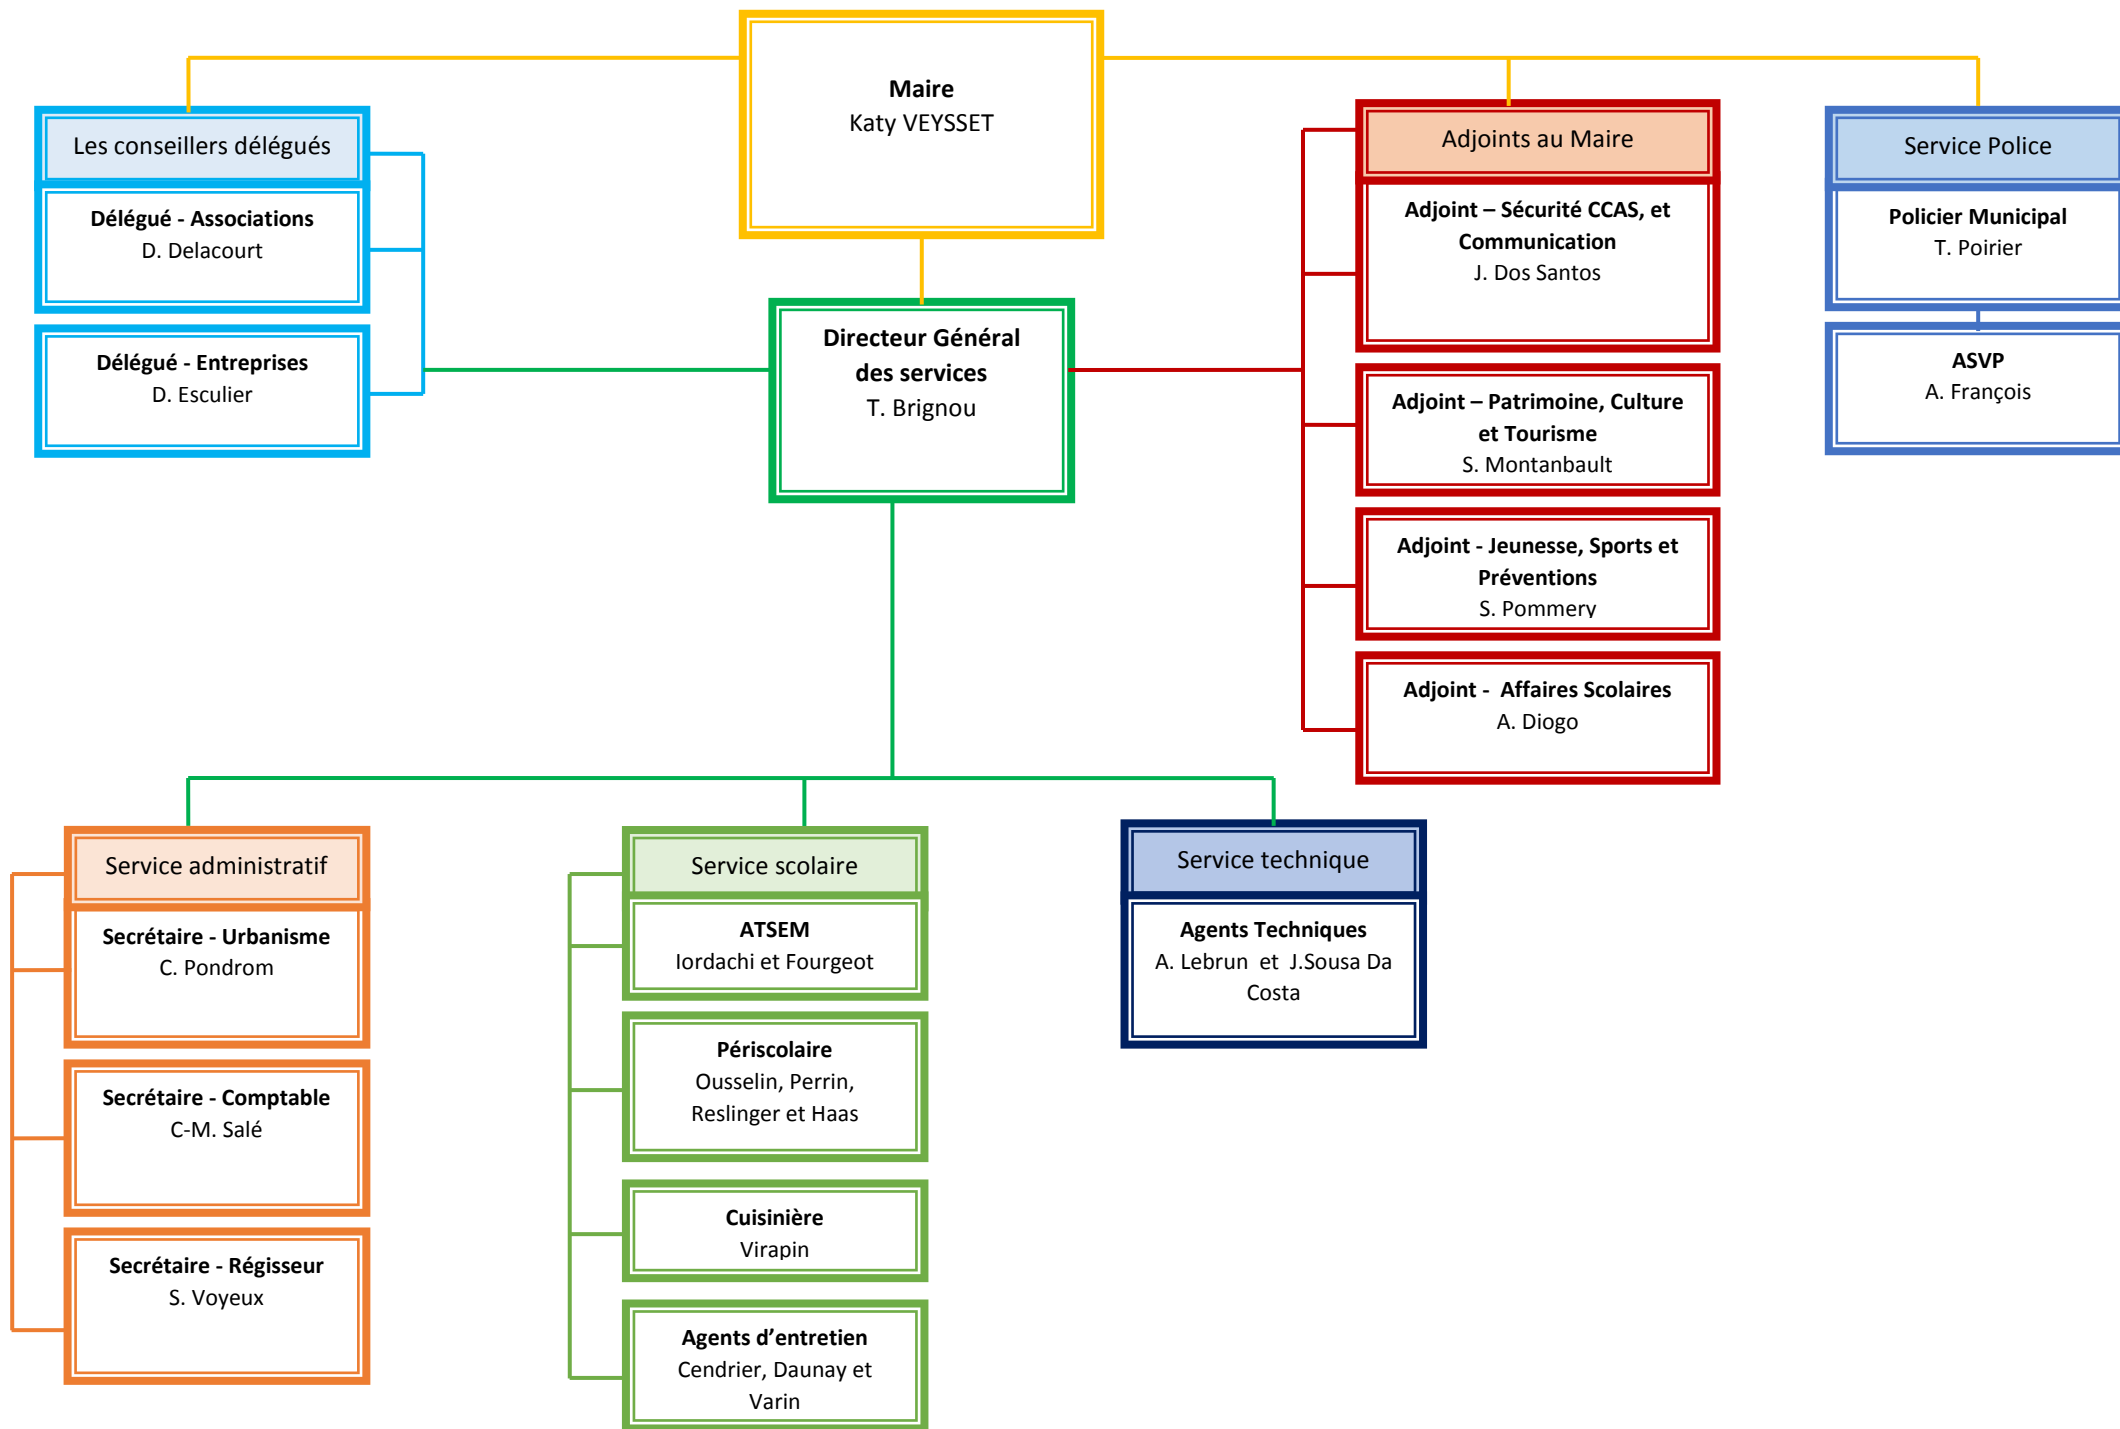 Maire
Katy VEYSSET
Les conseillers délégués
Délégué - Associations
D. Delacourt
Délégué - Entreprises
D. Esculier
Directeur Général
des services
T. Brignou
Adjoints au Maire
Adjoint – Sécurité CCAS, et
Communication
J. Dos Santos
Adjoint – Patrimoine, Culture
et Tourisme
S. Montanbault
Adjoint - Jeunesse, Sports et
Préventions
S. Pommery
Adjoint -  Affaires Scolaires
A. Diogo
Service Police
Policier Municipal
T. Poirier
ASVP
A. François
Service administratif
Secrétaire - Urbanisme
C. Pondrom
Secrétaire - Comptable
C-M. Salé
Secrétaire - Régisseur
S. Voyeux
Service scolaire
ATSEM
Iordachi et Fourgeot
Périscolaire
Ousselin, Perrin,
Reslinger et Haas
Cuisinière
Virapin
Agents d’entretien
Cendrier, Daunay et
Varin
Service technique
Agents Techniques
A. Lebrun  et  J.Sousa Da
Costa